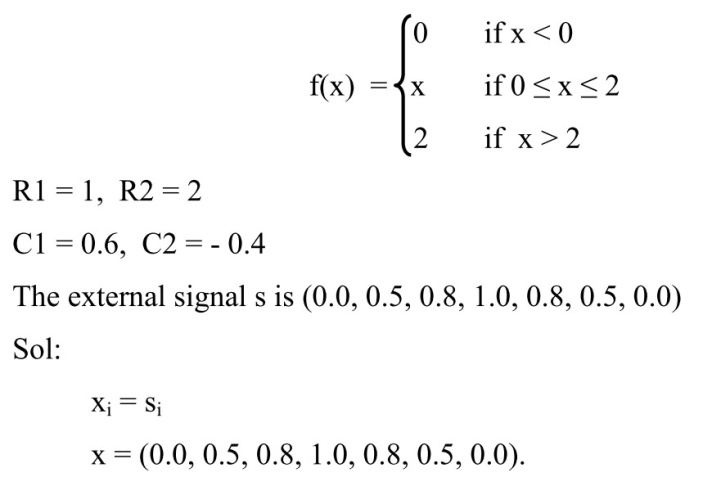 0 if x < 0
f(x) = x if 0 ≤ x ≤ 2
2 if x > 2
R1 = 1, R2 = 2
C1 = 0.6, C2 = - 0.4
The external signal s is (0.0, 0.5, 0.8, 1.0, 0.8, 0.5, 0.0)
Sol:
xᵢ = sᵢ
x = (0.0, 0.5, 0.8, 1.0, 0.8, 0.5, 0.0).